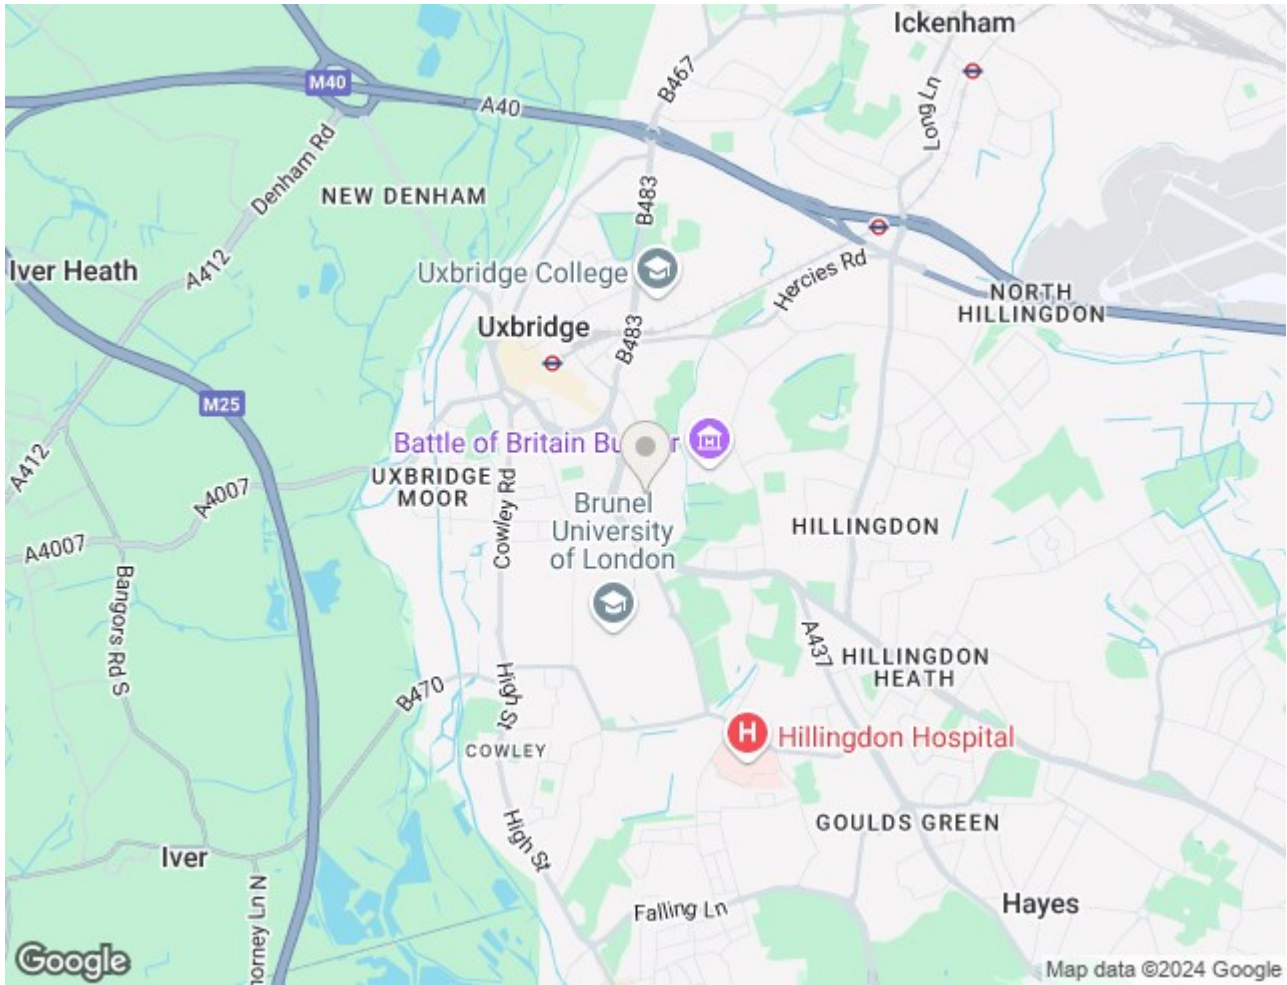 Ickenham
B467
M40
A40
Long Ln
Denham Rd
NEW DENHAM
B483
A412
Iver Heath
Uxbridge College
Hercies Rd
NORTH
HILLINGDON
Uxbridge
B483
M25
Battle of Britain Bu r
H
A412
UXBRIDGE
MOOR
A4007
Cowley Rd
Brunel
University
of London
HILLINGDON
A4007
Bangors Rd S
A437
HILLINGDON
HEATH
B470
High St
H
Hillingdon Hospital
COWLEY
GOULDS GREEN
High St
Iver
horney Ln N
Falling Ln
Hayes
Google
Map data ©2024 Google